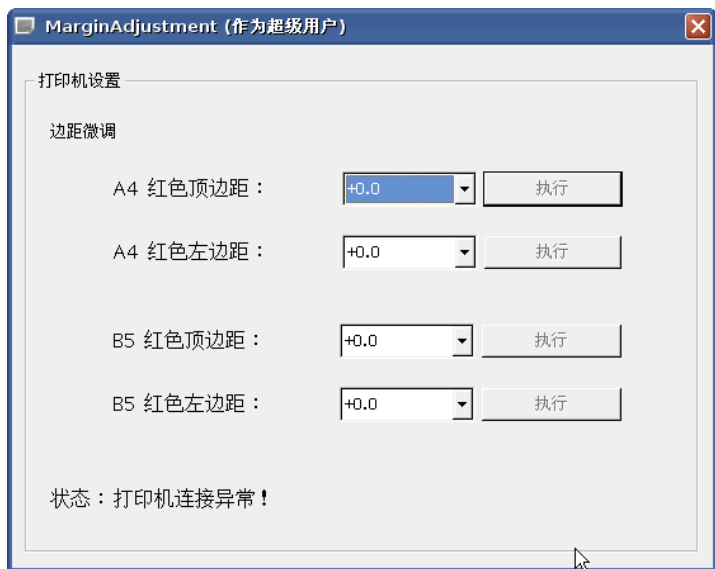 MarginAdjustment (作为超级用户)
打印机设置
边距微调
A4 红色顶边距： +0.0 执行
A4 红色左边距： +0.0 执行
B5 红色顶边距： +0.0 执行
B5 红色左边距： +0.0 执行
状态：打印机连接异常！